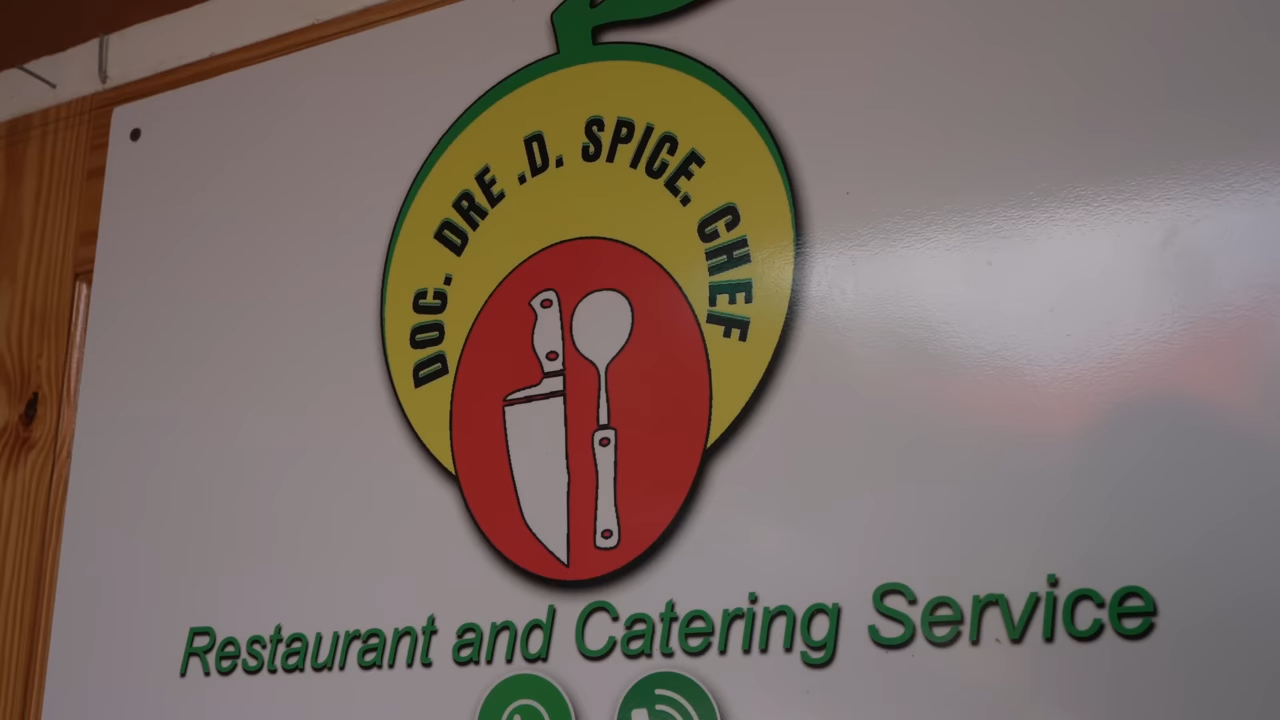 DOC. DRE .D. SPICE. CHEF
Restaurant and Catering Service